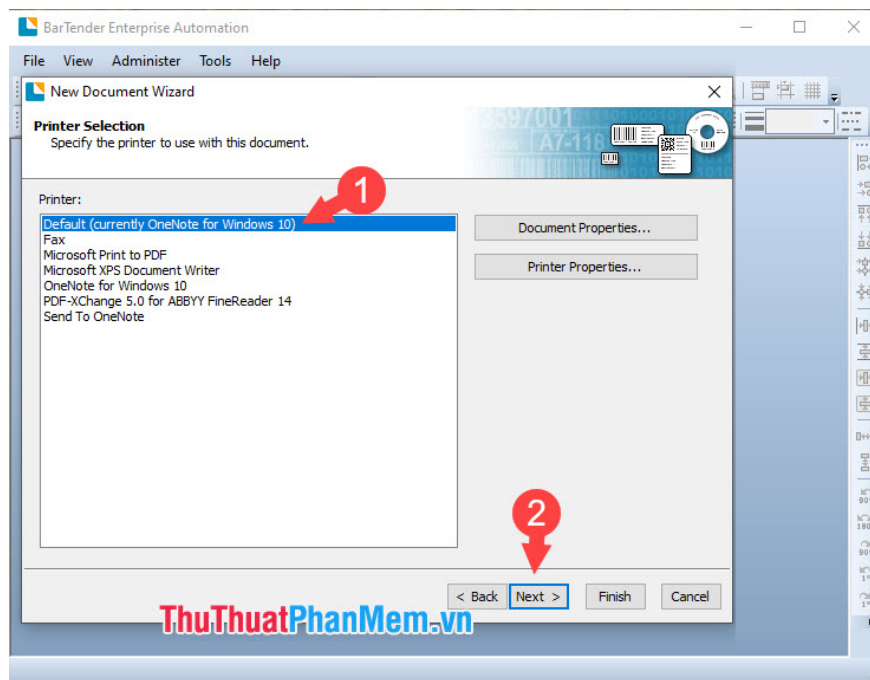 BarTender Enterprise Automation
File View Administer Tools Help
New Document Wizard
Printer Selection
Specify the printer to use with this document.
3597001
A7-118
1
Printer:
Default (currently OneNote for Windows 10)
Fax
Microsoft Print to PDF
Microsoft XPS Document Writer
OneNote for Windows 10
PDF-XChange 5.0 for ABBYY FineReader 14
Send To OneNote
Document Properties...
Printer Properties...
2
< Back Next > Finish Cancel
ThuThuatPhanMem.vn